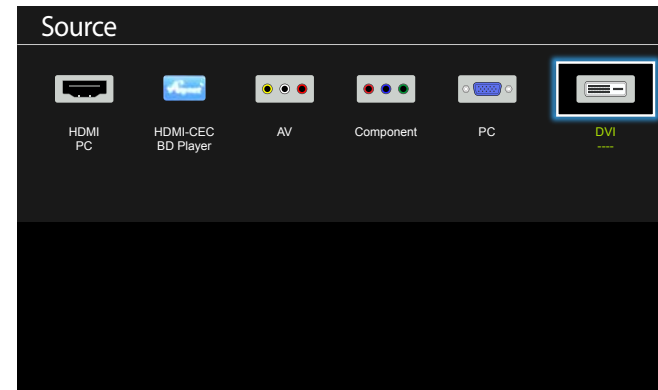 Source
HDMI
PC
HDMI-CEC
BD Player
AV
Component
PC
DVI
----